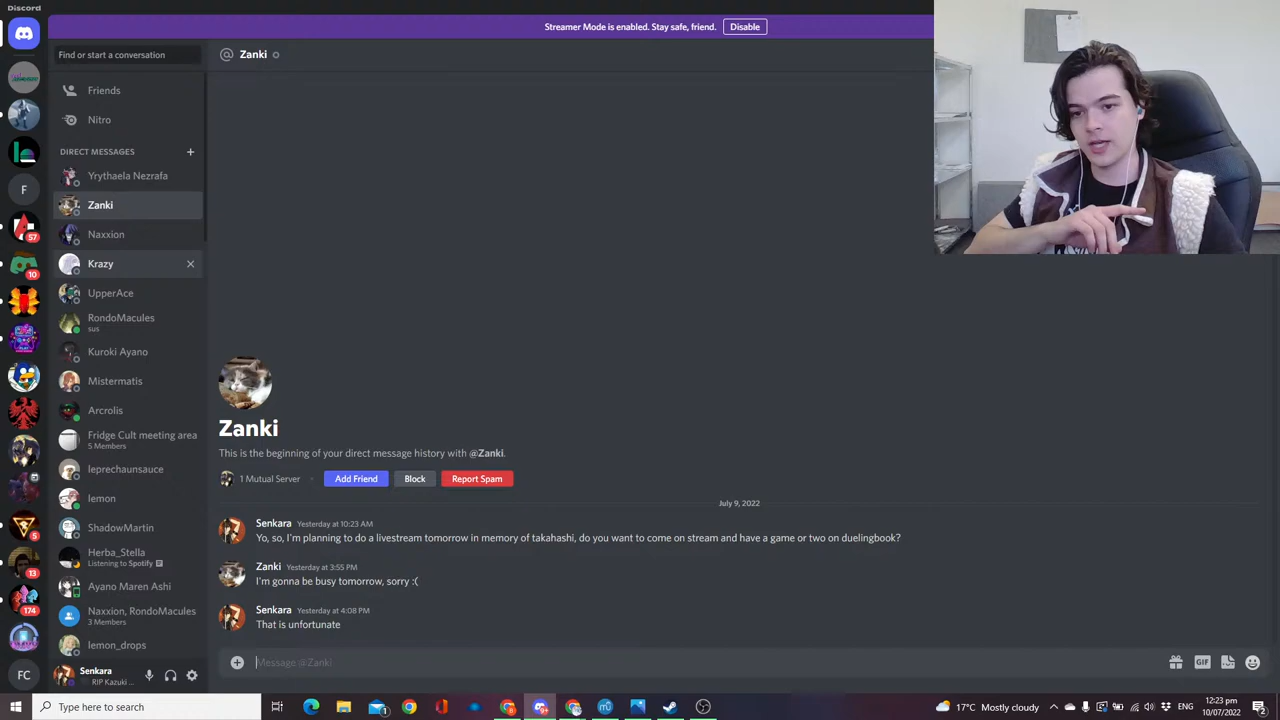 Discord
Streamer Mode is enabled. Stay safe, friend.
Disable
Find or start a conversation
Zanki
Friends
Nitro
DIRECT MESSAGES
Yrythaela Nezrafa
Zanki
Naxxion
Krazy
UpperAce
RondoMacules
sus
Kuroki Ayano
Mistermatis
Arcrolis
Fridge Cult meeting area
5 Members
leprechaunsauce
lemon
ShadowMartin
Herba_Stella
Listening to Spotify
Ayano Maren Ashi
Naxxion, RondoMacules
3 Members
lemon_drops
Senkara
RIP Kazuki ...
F
57
10
5
13
174
FC
Zanki
This is the beginning of your direct message history with @Zanki.
1 Mutual Server
Add Friend
Block
Report Spam
July 9, 2022
Senkara Yesterday at 10:23 AM
Yo, so, I'm planning to do a livestream tomorrow in memory of takahashi, do you want to come on stream and have a game or two on duelingbook?
Zanki Yesterday at 3:55 PM
I'm gonna be busy tomorrow, sorry :(
Senkara Yesterday at 4:08 PM
That is unfortunate
Message @Zanki
GIF
Type here to search
17°C Mostly cloudy
ENG
12:23 pm
10/07/2022